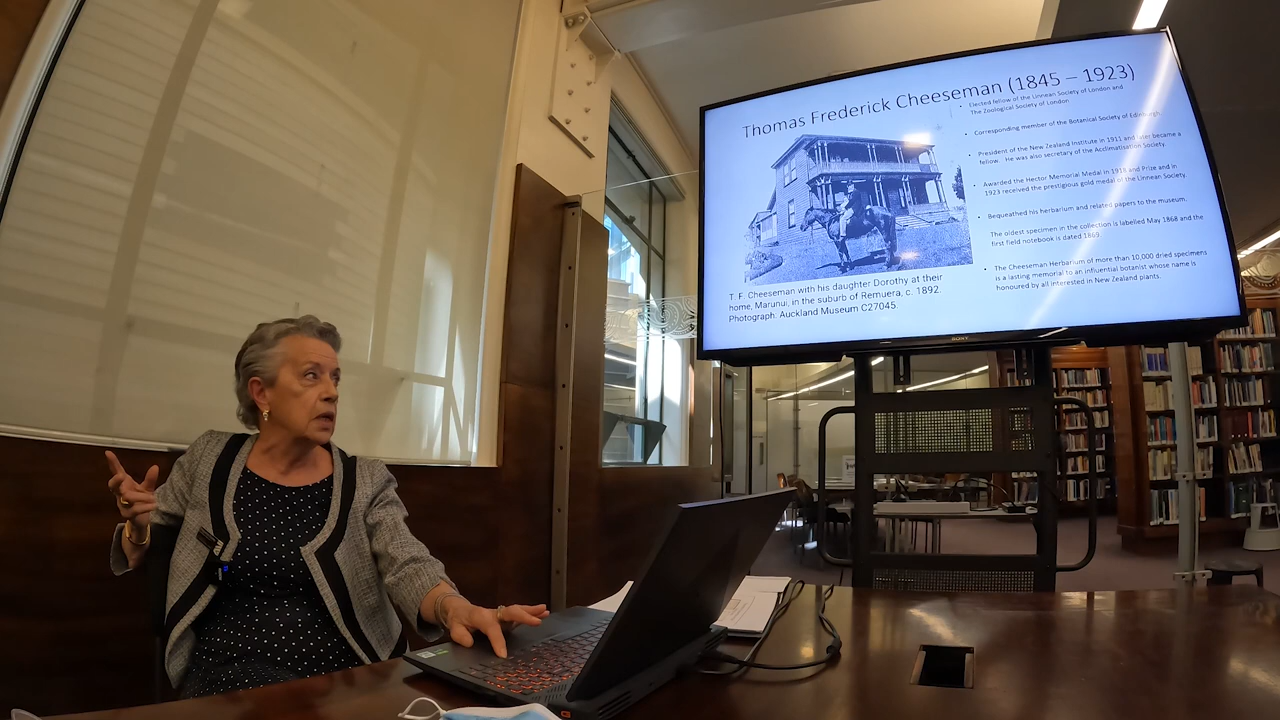 Thomas Frederick Cheeseman (1845 – 1923)
• Elected fellow of the Linnean Society of London and
The Zoological Society of London
• Corresponding member of the Botanical Society of Edinburgh.
• President of the New Zealand Institute in 1911 and later became a
fellow. He was also secretary of the Acclimatisation Society.
• Awarded the Hector Memorial Medal in 1918 and Prize and in
1923 received the prestigious gold medal of the Linnean Society.
• Bequeathed his herbarium and related papers to the museum.
The oldest specimen in the collection is labelled May 1868 and the
first field notebook is dated 1869.
• The Cheeseman Herbarium of more than 10,000 dried specimens
is a lasting memorial to an influential botanist whose name is
honoured by all interested in New Zealand plants.
T. F. Cheeseman with his daughter Dorothy at their
home, Marunui, in the suburb of Remuera, c. 1892.
Photograph. Auckland Museum C27045.
SONY